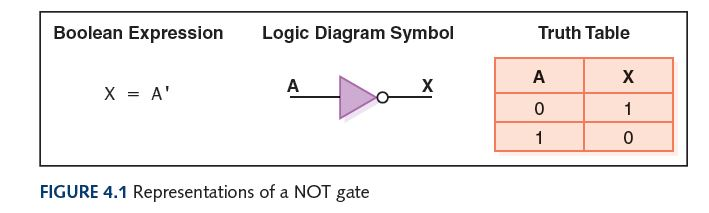 Boolean Expression Logic Diagram Symbol Truth Table
X = A'
A X
A X
0 1
1 0
FIGURE 4.1 Representations of a NOT gate